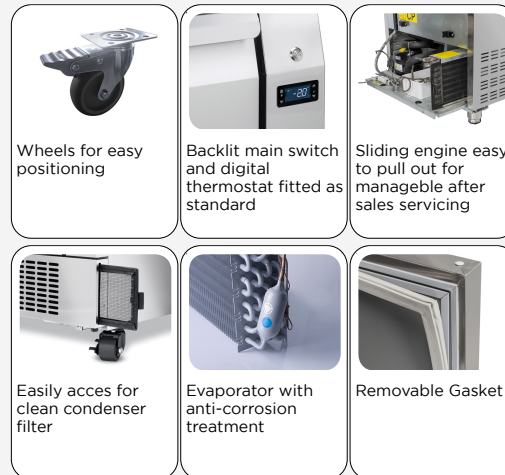 CP
-20
Wheels for easy
positioning
Backlit main switch
and digital
thermostat fitted as
standard
Sliding engine easy
to pull out for
manageble after
sales servicing
Easily acces for
clean condenser
filter
Evaporator with
anti-corrosion
treatment
Removable Gasket